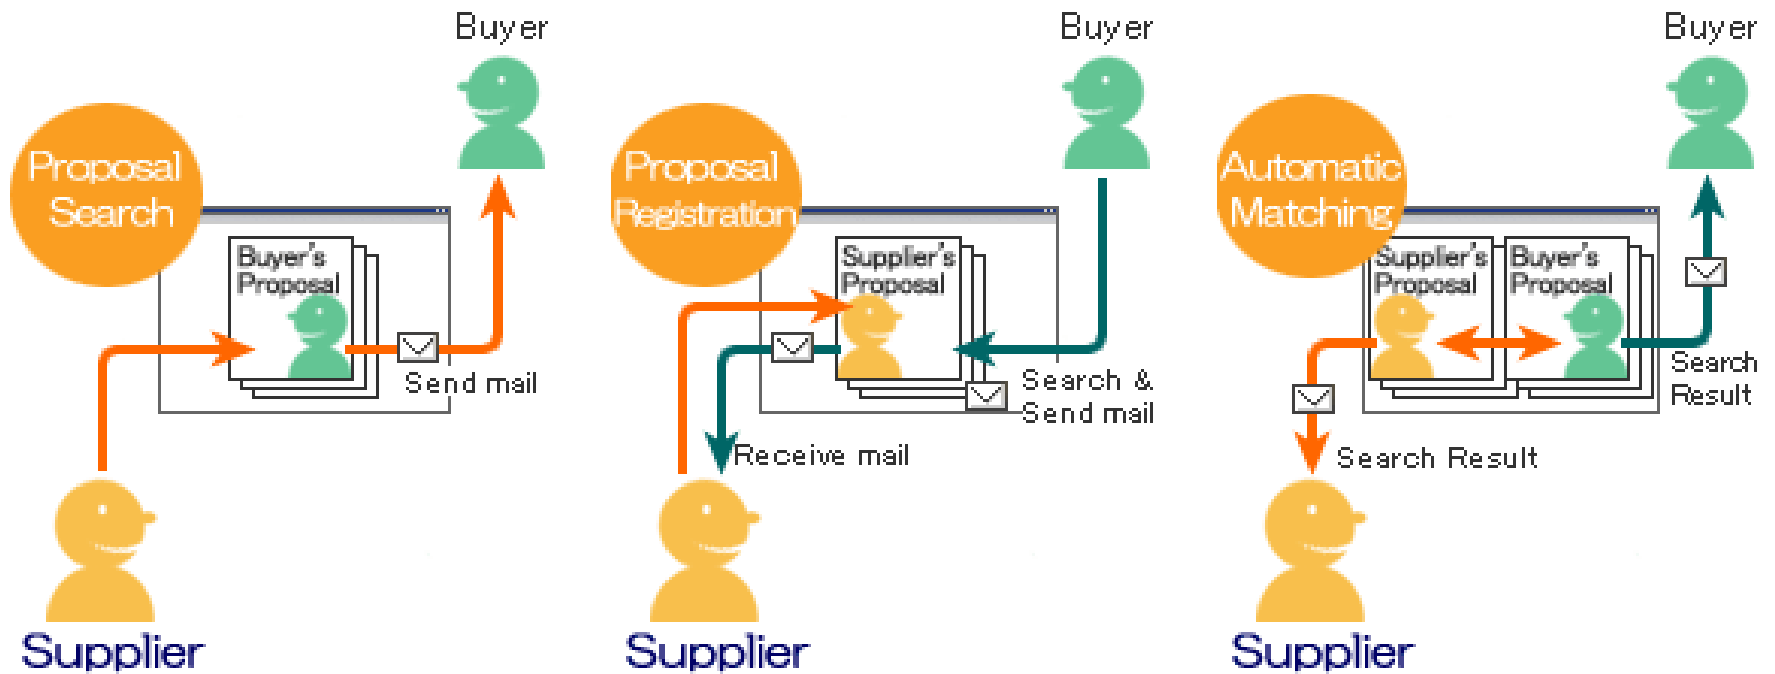 Buyer
Proposal
Search
Buyer's
Proposal
Send mail
Supplier
Buyer
Proposal
Registration
Supplier's
Proposal
Search &
Send mail
Receive mail
Supplier
Buyer
Automatic
Matching
Supplier's
Proposal
Buyer's
Proposal
Search
Result
Search Result
Supplier